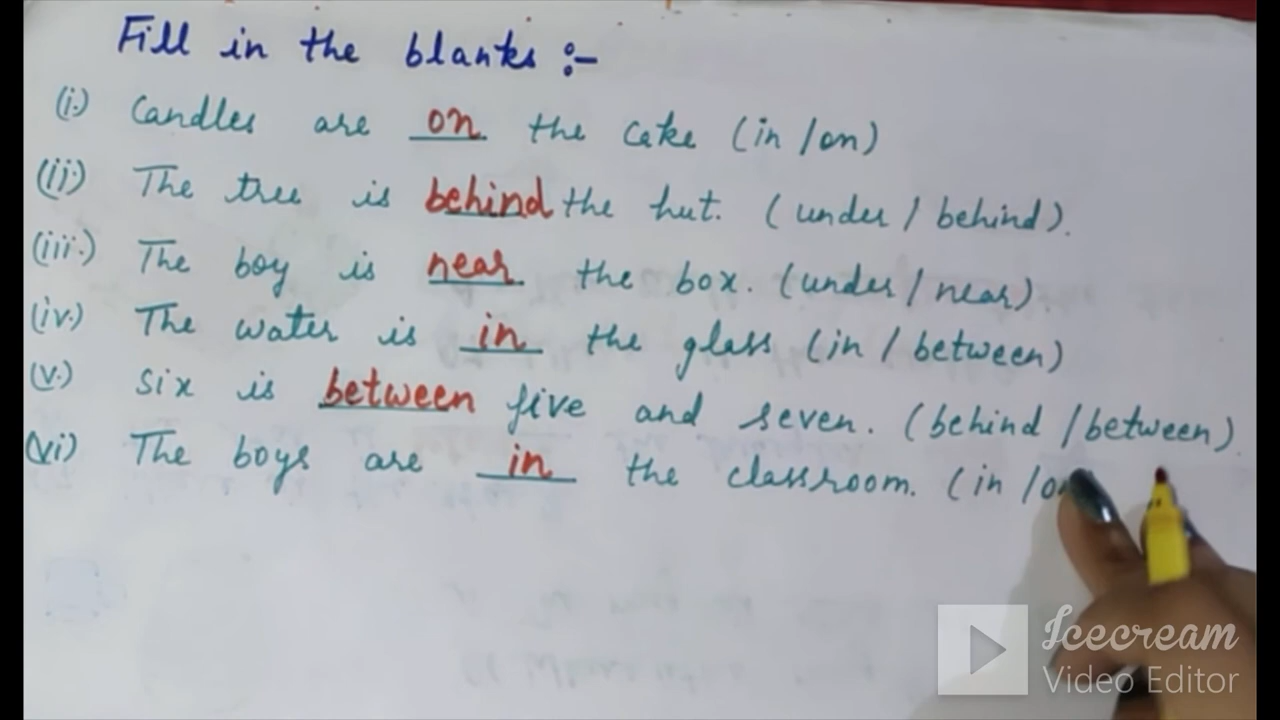 Fill in the blanks :-
(i.) Candles are on the cake (in / on)
(ii.) The tree is behind the hut. (under / behind).
(iii.) The boy is near the box. (under / near)
(iv.) The water is in the glass (in / between)
(v.) Six is between five and seven. (behind / between).
(vi) The boys are in the classroom. (in / on
Icecream
Video Editor